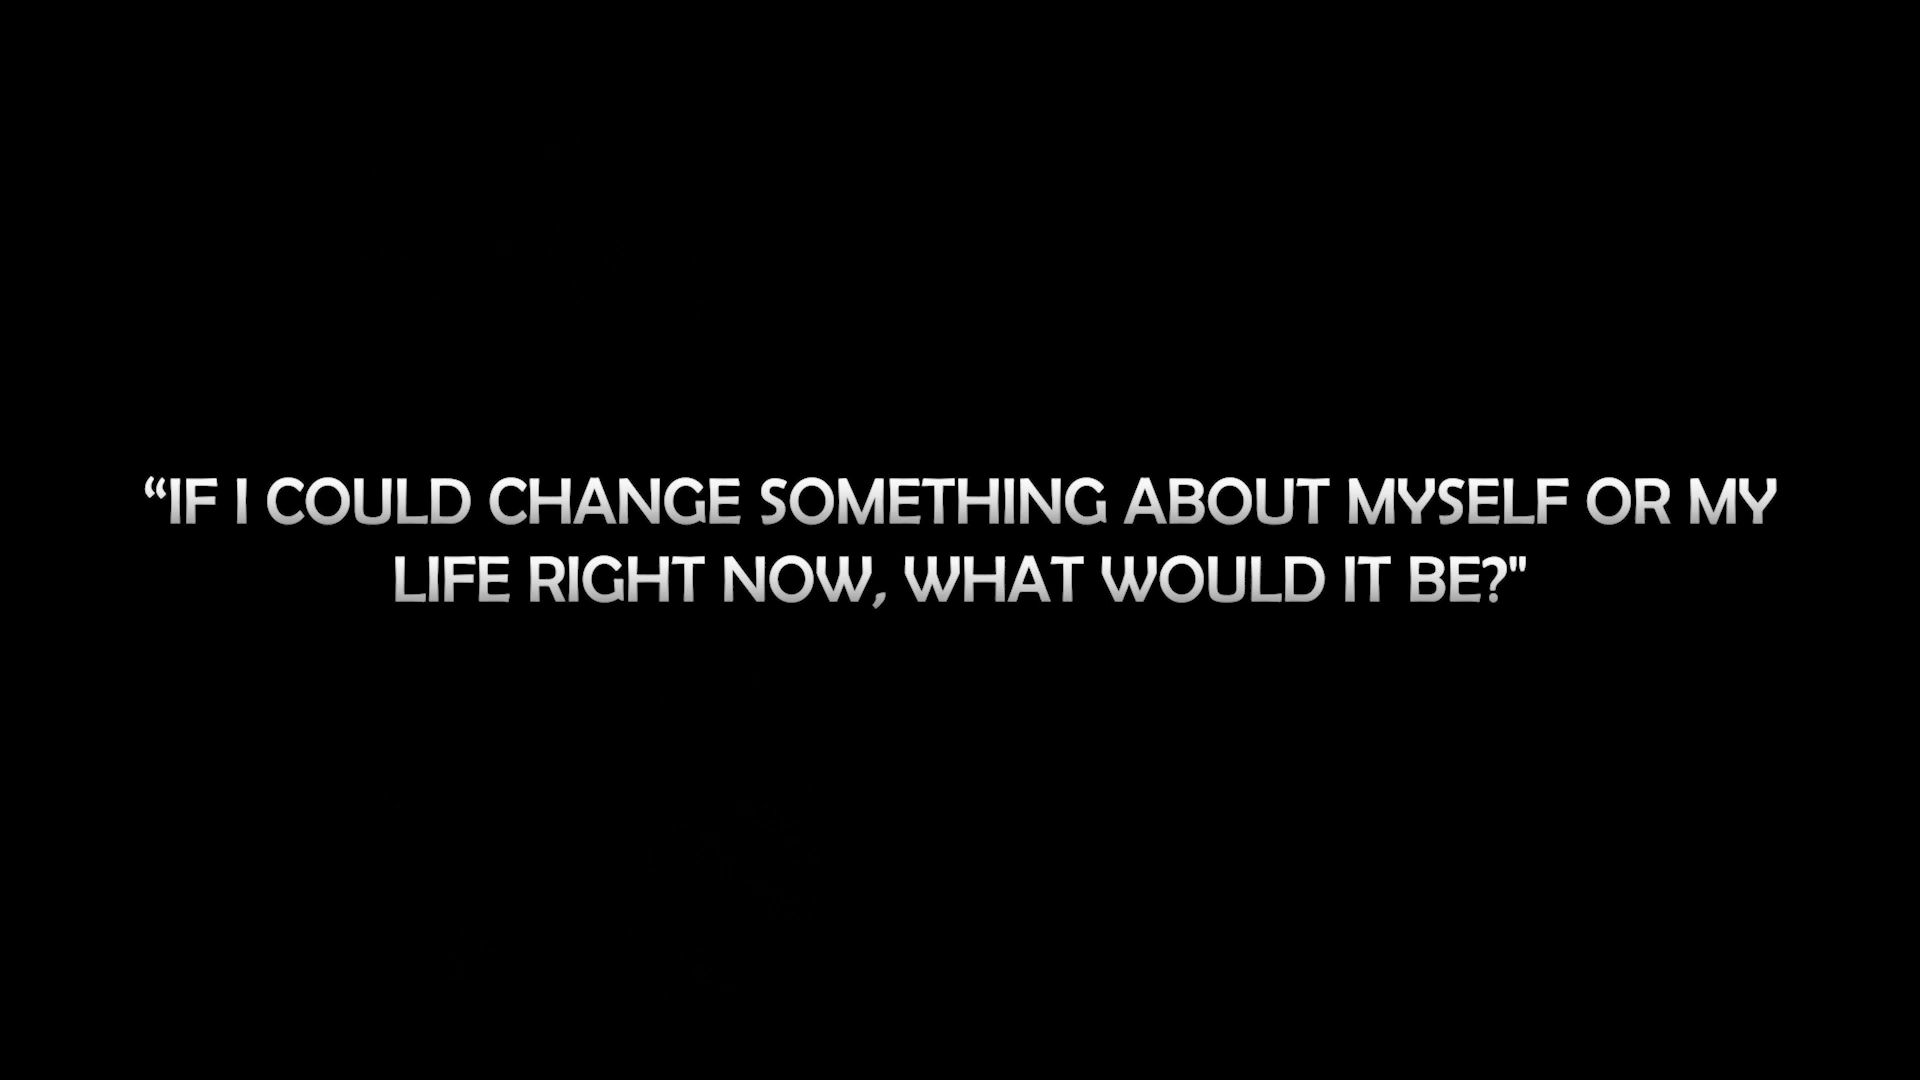 “IF I COULD CHANGE SOMETHING ABOUT MYSELF OR MY
LIFE RIGHT NOW, WHAT WOULD IT BE?"